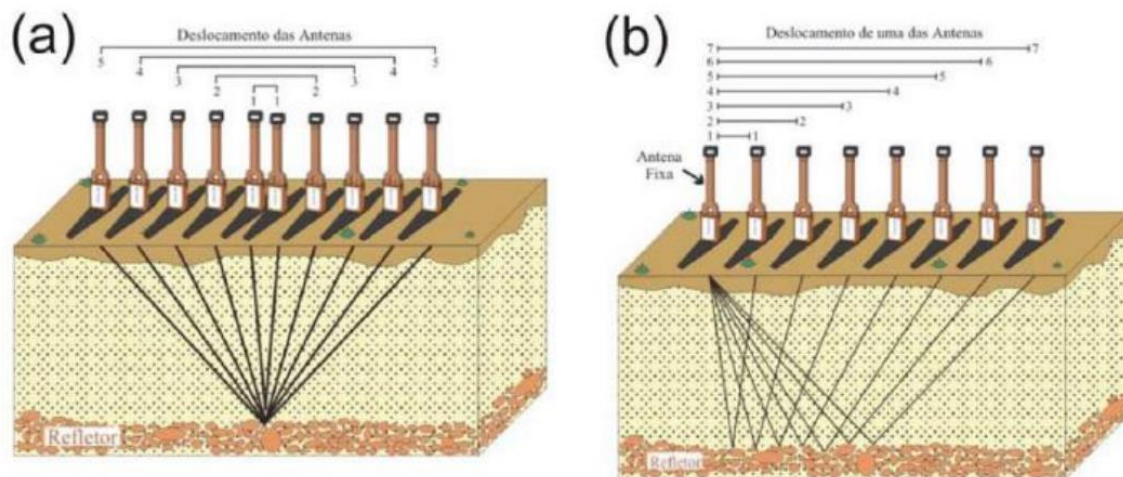 (a)
Deslocamento das Antenas
5 5
4 4
3 3
2 2
1 1
Refletor
(b)
Deslocamento de uma das Antenas
7 7
6 6
5 5
4 4
3 3
2 2
1 1
Antena
Fixa
Refletor